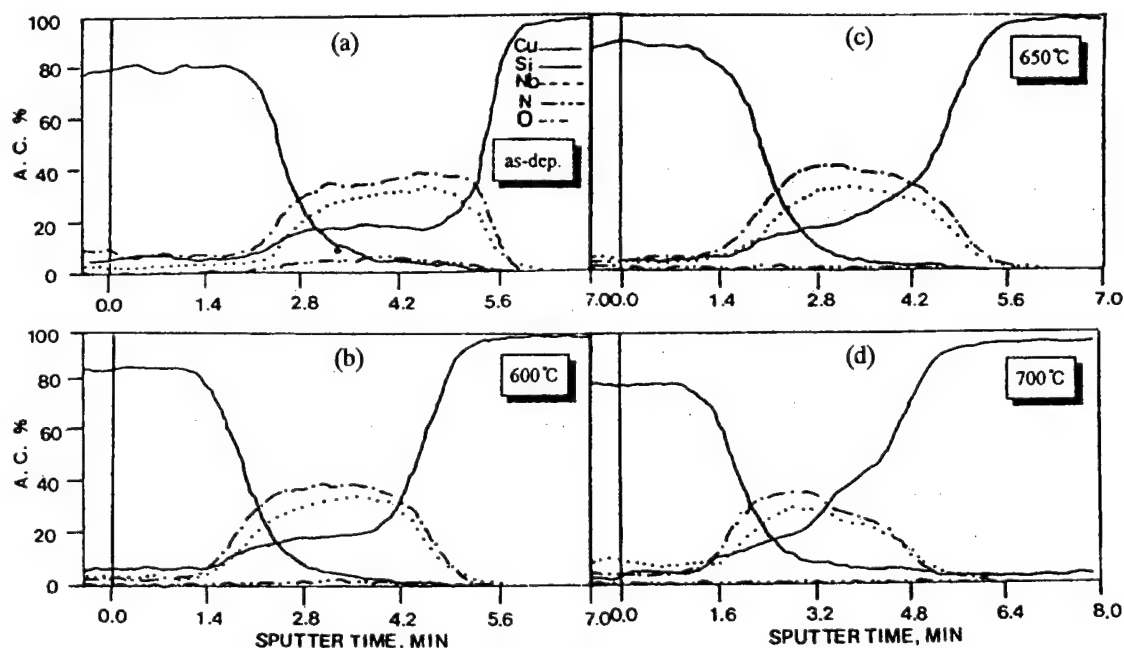 (a)
Cu
Si
Nb
N
O
as-dep.
100
80
60
40
20
0
A. C. %
0.0 1.4 2.8 4.2 5.6 7.0
(c)
650℃
0.0 1.4 2.8 4.2 5.6 7.0
(b)
600℃
100
80
60
40
20
0
A. C. %
0.0 1.4 2.8 4.2 5.6 7.0
SPUTTER TIME, MIN
(d)
700℃
0.0 1.6 3.2 4.8 6.4 8.0
SPUTTER TIME, MIN